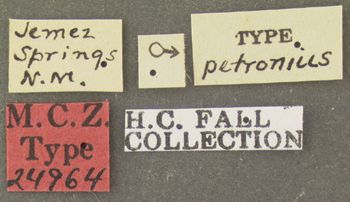 Jemez
Springs
N.M.
♂
TYPE.
petronius
M.C.Z.
Type
24964
H.C. FALL
COLLECTION